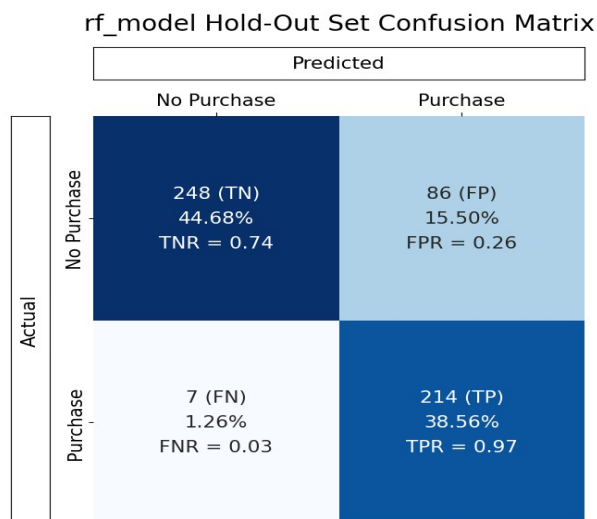 rf_model Hold-Out Set Confusion Matrix
Predicted
No Purchase
Purchase
Actual
No Purchase
248 (TN)
44.68%
TNR = 0.74
86 (FP)
15.50%
FPR = 0.26
Purchase
7 (FN)
1.26%
FNR = 0.03
214 (TP)
38.56%
TPR = 0.97